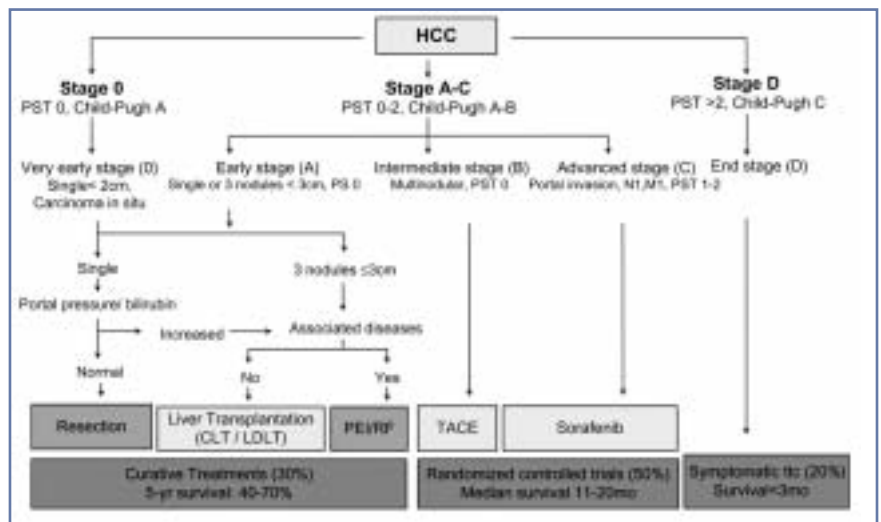 HCC
Stage 0
PST 0, Child-Pugh A
Stage A-C
PST 0-2, Child-Pugh A-B
Stage D
PST >2, Child-Pugh C
Very early stage (0)
Single< 2cm,
Carcinoma in situ
Early stage (A)
Single or 3 nodules < 3cm, PS 0
Intermediate stage (B)
Multinodular, PST 0
Advanced stage (C)
Portal invasion, N1,M1, PST 1-2
End stage (D)
Single
3 nodules ≤3cm
Portal pressure/ bilirubin
Increased
Associated diseases
Normal
No
Yes
Resection
Liver Transplantation
(CLT / LDLT)
PEI/RF
TACE
Sorafenib
Curative Treatments (30%)
5-yr survival: 40-70%
Randomized controlled trials (50%)
Median survival 11-20mo
Symptomatic ttc (20%)
Survival<3mo